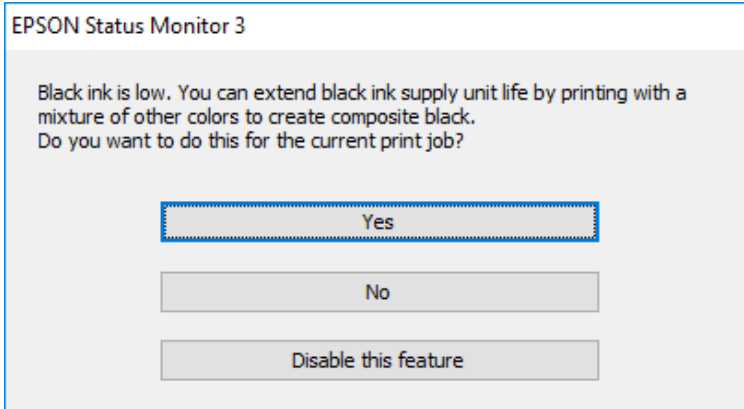 EPSON Status Monitor 3
Black ink is low. You can extend black ink supply unit life by printing with a
mixture of other colors to create composite black.
Do you want to do this for the current print job?
Yes
No
Disable this feature